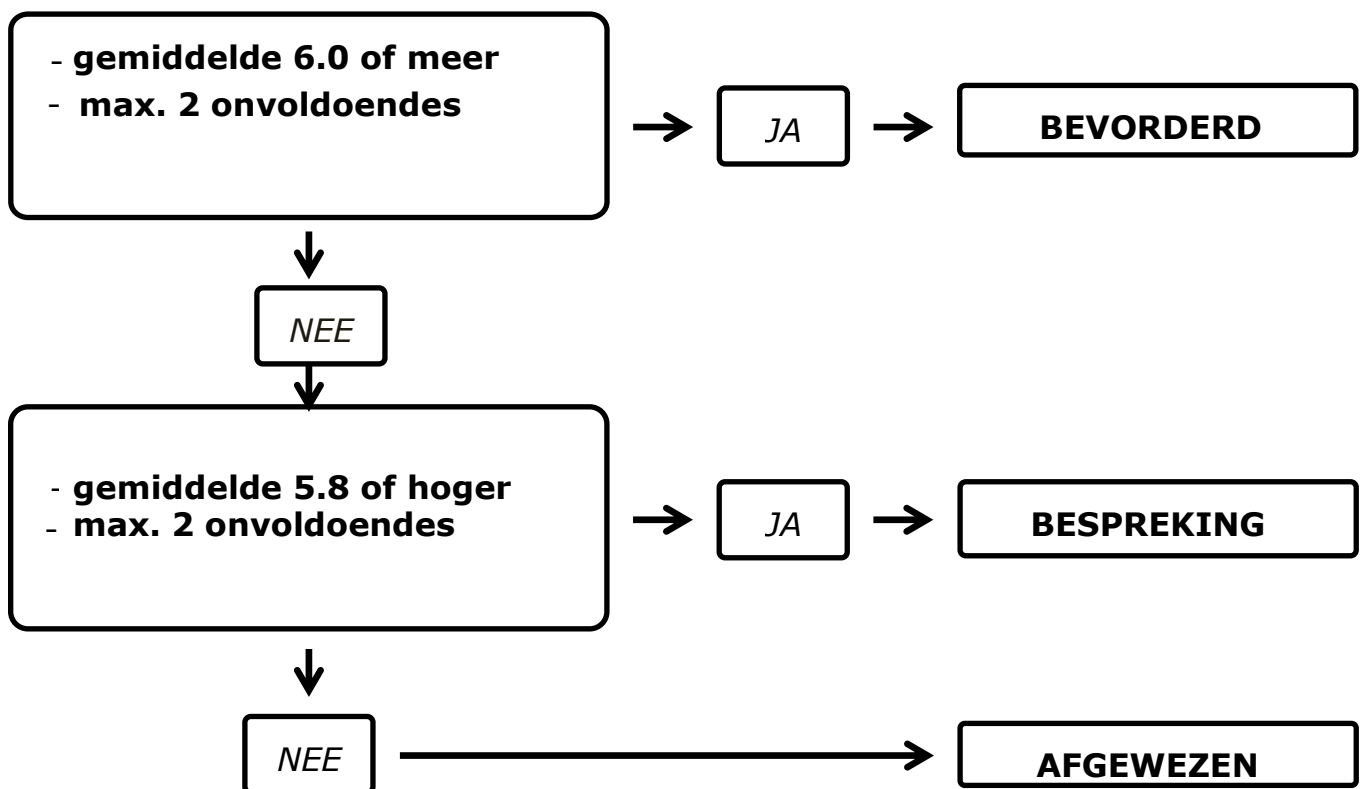 - gemiddelde 6.0 of meer
- max. 2 onvoldoendes
JA
BEVORDERD
NEE
- gemiddelde 5.8 of hoger
- max. 2 onvoldoendes
JA
BESPREKING
NEE
AFGEWEZEN